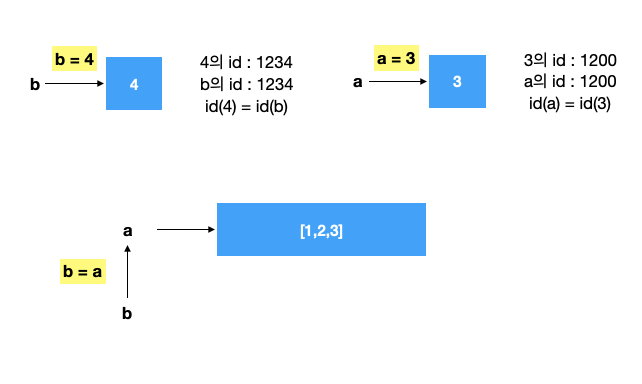 b = 4
b
4
4의 id : 1234
b의 id : 1234
id(4) = id(b)
a = 3
a
3
3의 id : 1200
a의 id : 1200
id(a) = id(3)
a
[1,2,3]
b = a
b